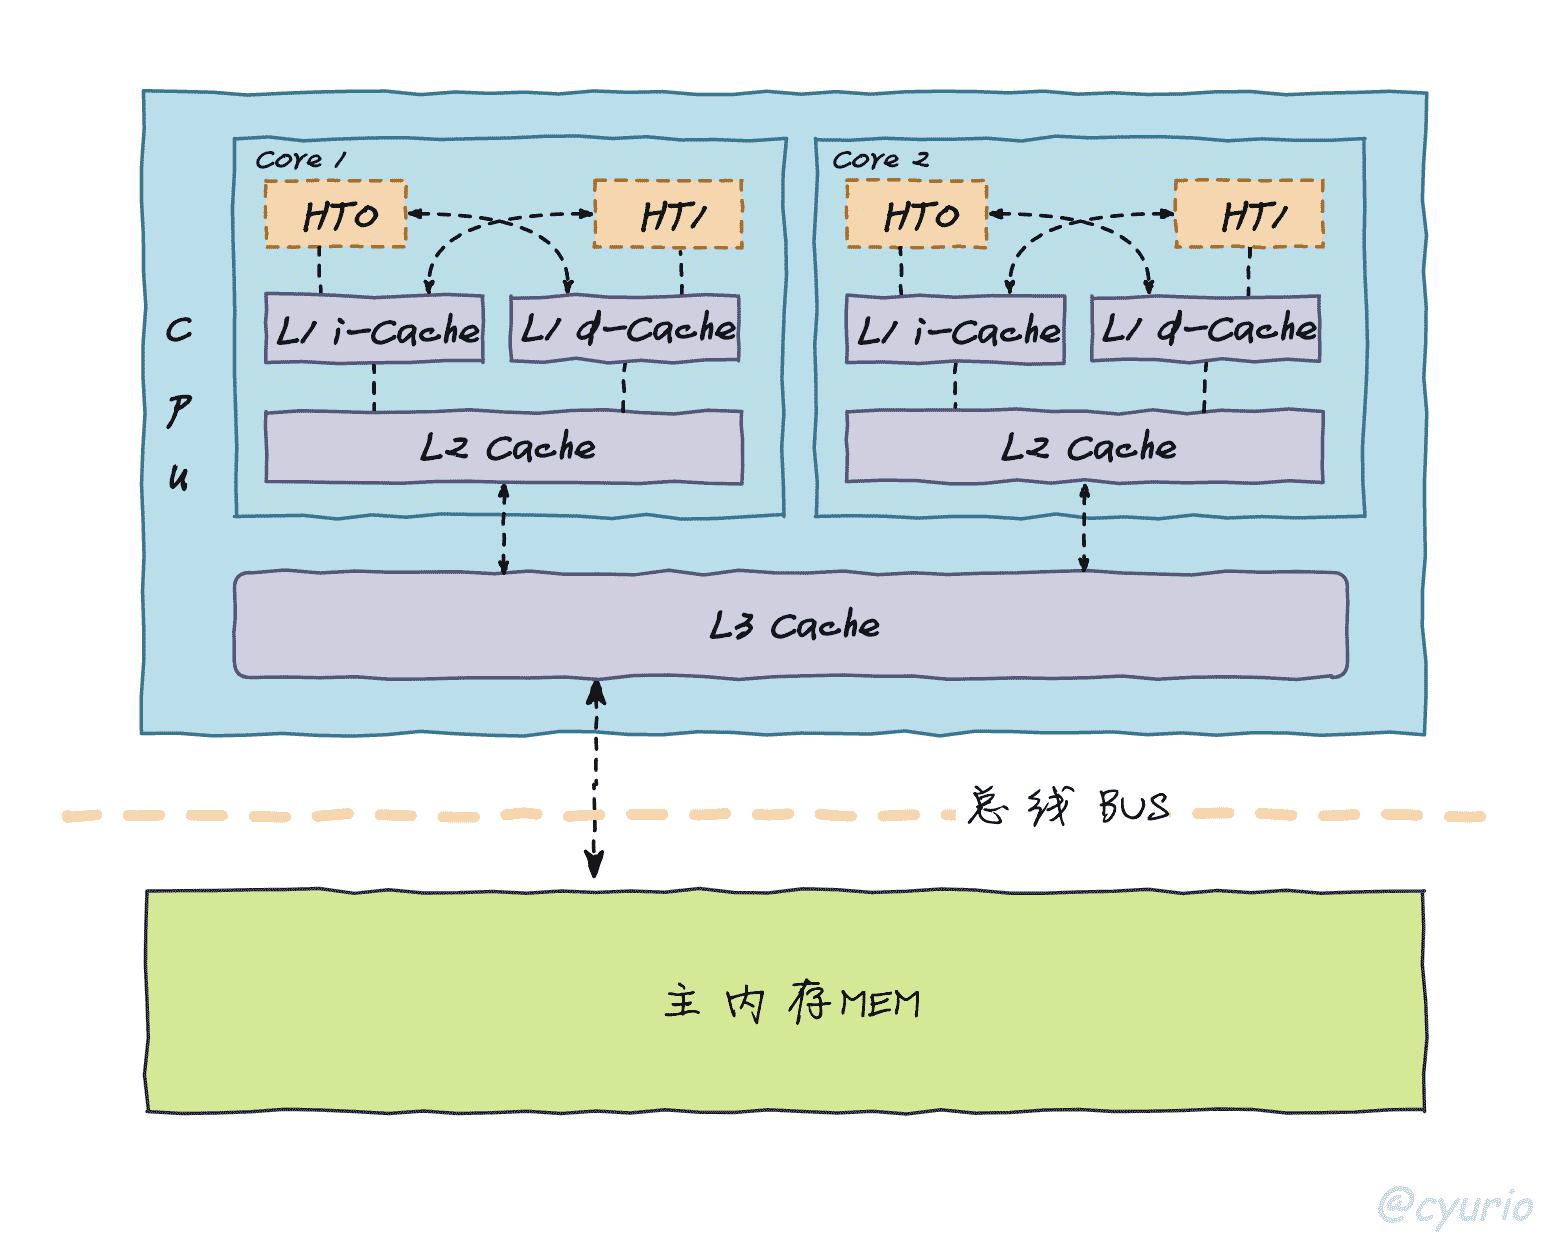 Core 1
HT0
HT1
L1 i-Cache
L1 d-Cache
L2 Cache
Core 2
HT0
HT1
L1 i-Cache
L1 d-Cache
L2 Cache
CPU
L3 Cache
总线 BUS
主内存MEM
@cyurio